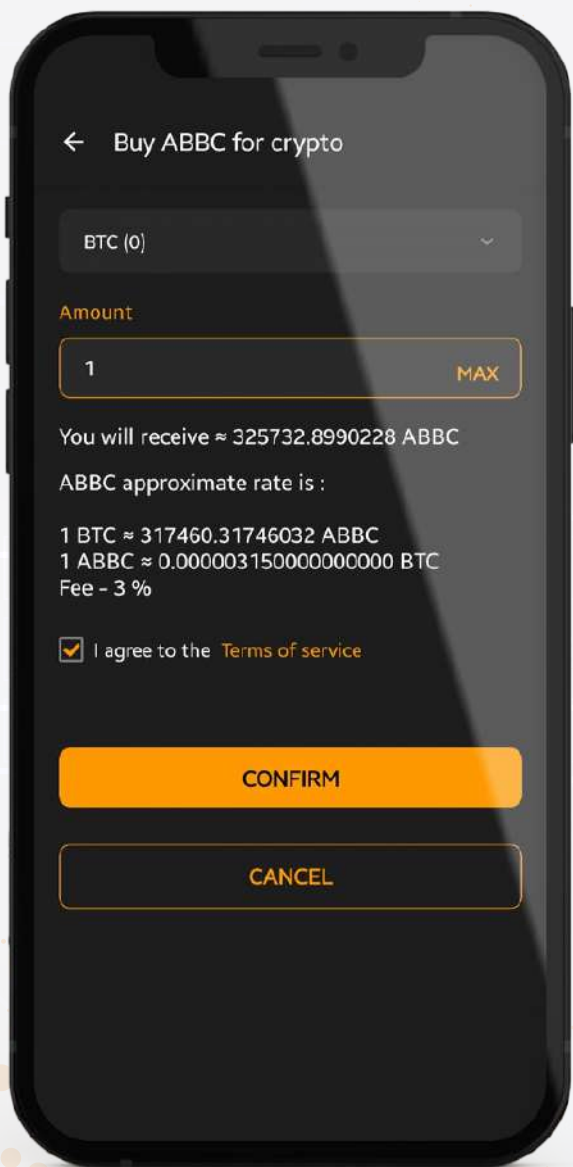 Buy ABBC for crypto
BTC (0)
Amount
1 MAX
You will receive ≈ 325732.8990228 ABBC
ABBC approximate rate is :
1 BTC ≈ 317460.31746032 ABBC
1 ABBC ≈ 0.000003150000000000 BTC
Fee - 3 %
I agree to the Terms of service
CONFIRM
CANCEL